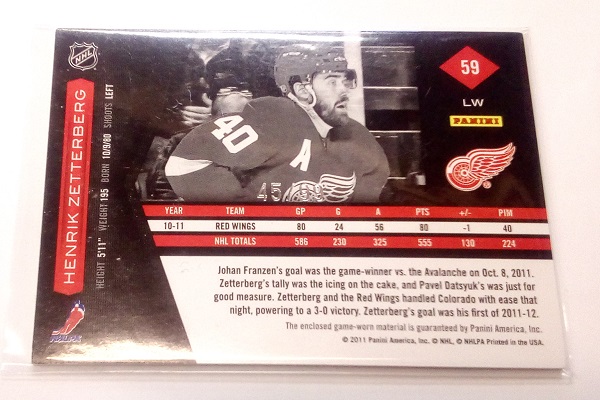 NHL
HENRIK ZETTERBERG
HEIGHT 5'11" WEIGHT 195 BORN 10/9/80 SHOOTS LEFT
40
A
59
LW
PANINI
YEAR TEAM GP G A PTS +/- PIM
10-11 RED WINGS 80 24 56 80 -1 40
NHL TOTALS 586 230 325 555 130 224
Johan Franzen's goal was the game-winner vs. the Avalanche on Oct. 8, 2011.
Zetterberg's tally was the icing on the cake, and Pavel Datsyuk's was just for
good measure. Zetterberg and the Red Wings handled Colorado with ease that
night, powering to a 3-0 victory. Zetterberg's goal was his first of 2011-12.
The enclosed game-worn material is guaranteed by Panini America, Inc.
© 2011 Panini America, Inc. © NHL, © NHLPA Printed in the USA.
NHLPA